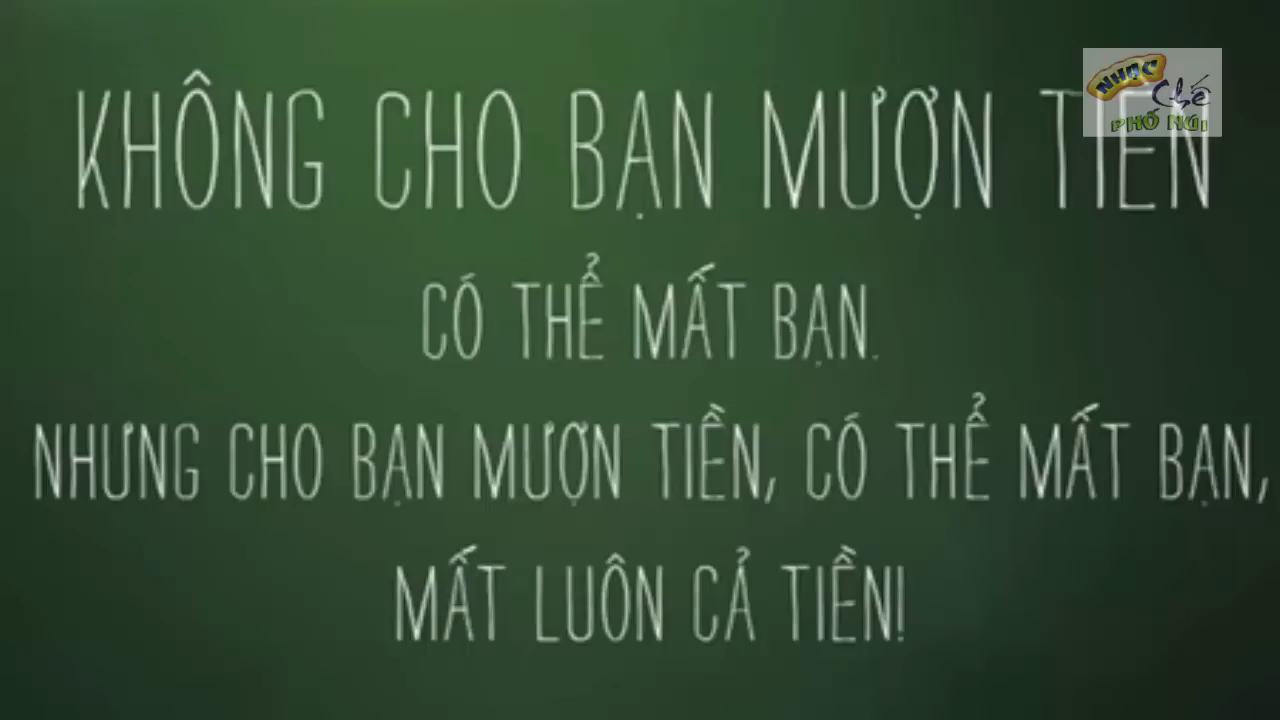 NHẠC
Chế
PHỐ NÚI
KHÔNG CHO BẠN MƯỢN TIỀN
CÓ THỂ MẤT BẠN.
NHƯNG CHO BẠN MƯỢN TIỀN, CÓ THỂ MẤT BẠN,
MẤT LUÔN CẢ TIỀN!